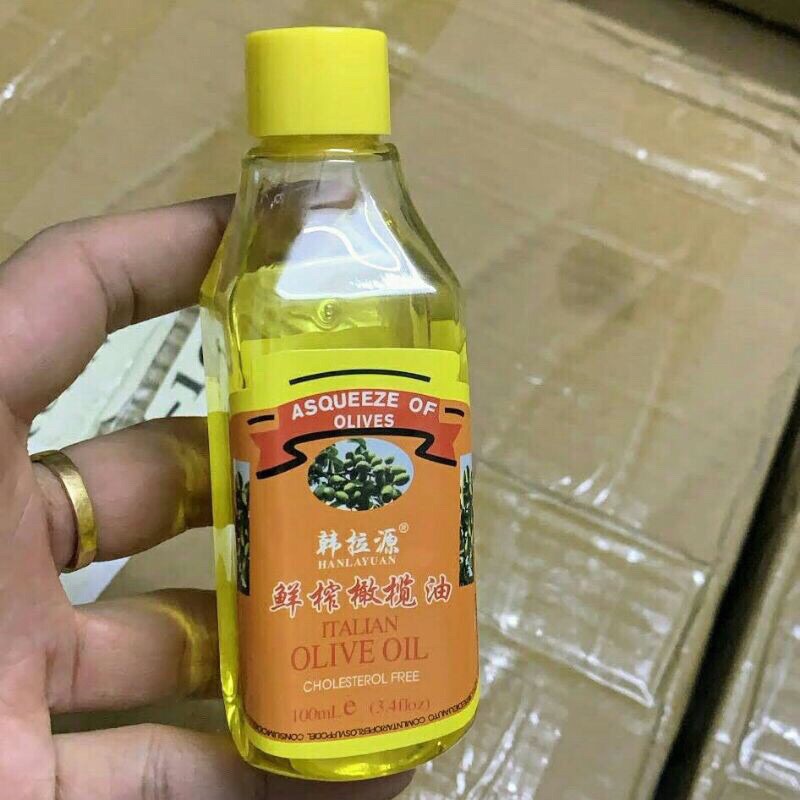 ASQUEEZE OF
OLIVES
韩拉源®
HANLAYUAN
鲜榨橄榄油
ITALIAN
OLIVE OIL
CHOLESTEROL FREE
100mLe (3.4floz)